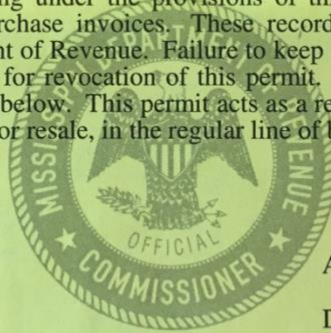 ng under the provisions of th
rchase invoices. These record
nt of Revenue. Failure to keep
for revocation of this permit.
below. This permit acts as a re
or resale, in the regular line of b
MISSISSIPPI DEPARTMENT OF REVENUE
OFFICIAL
COMMISSIONER